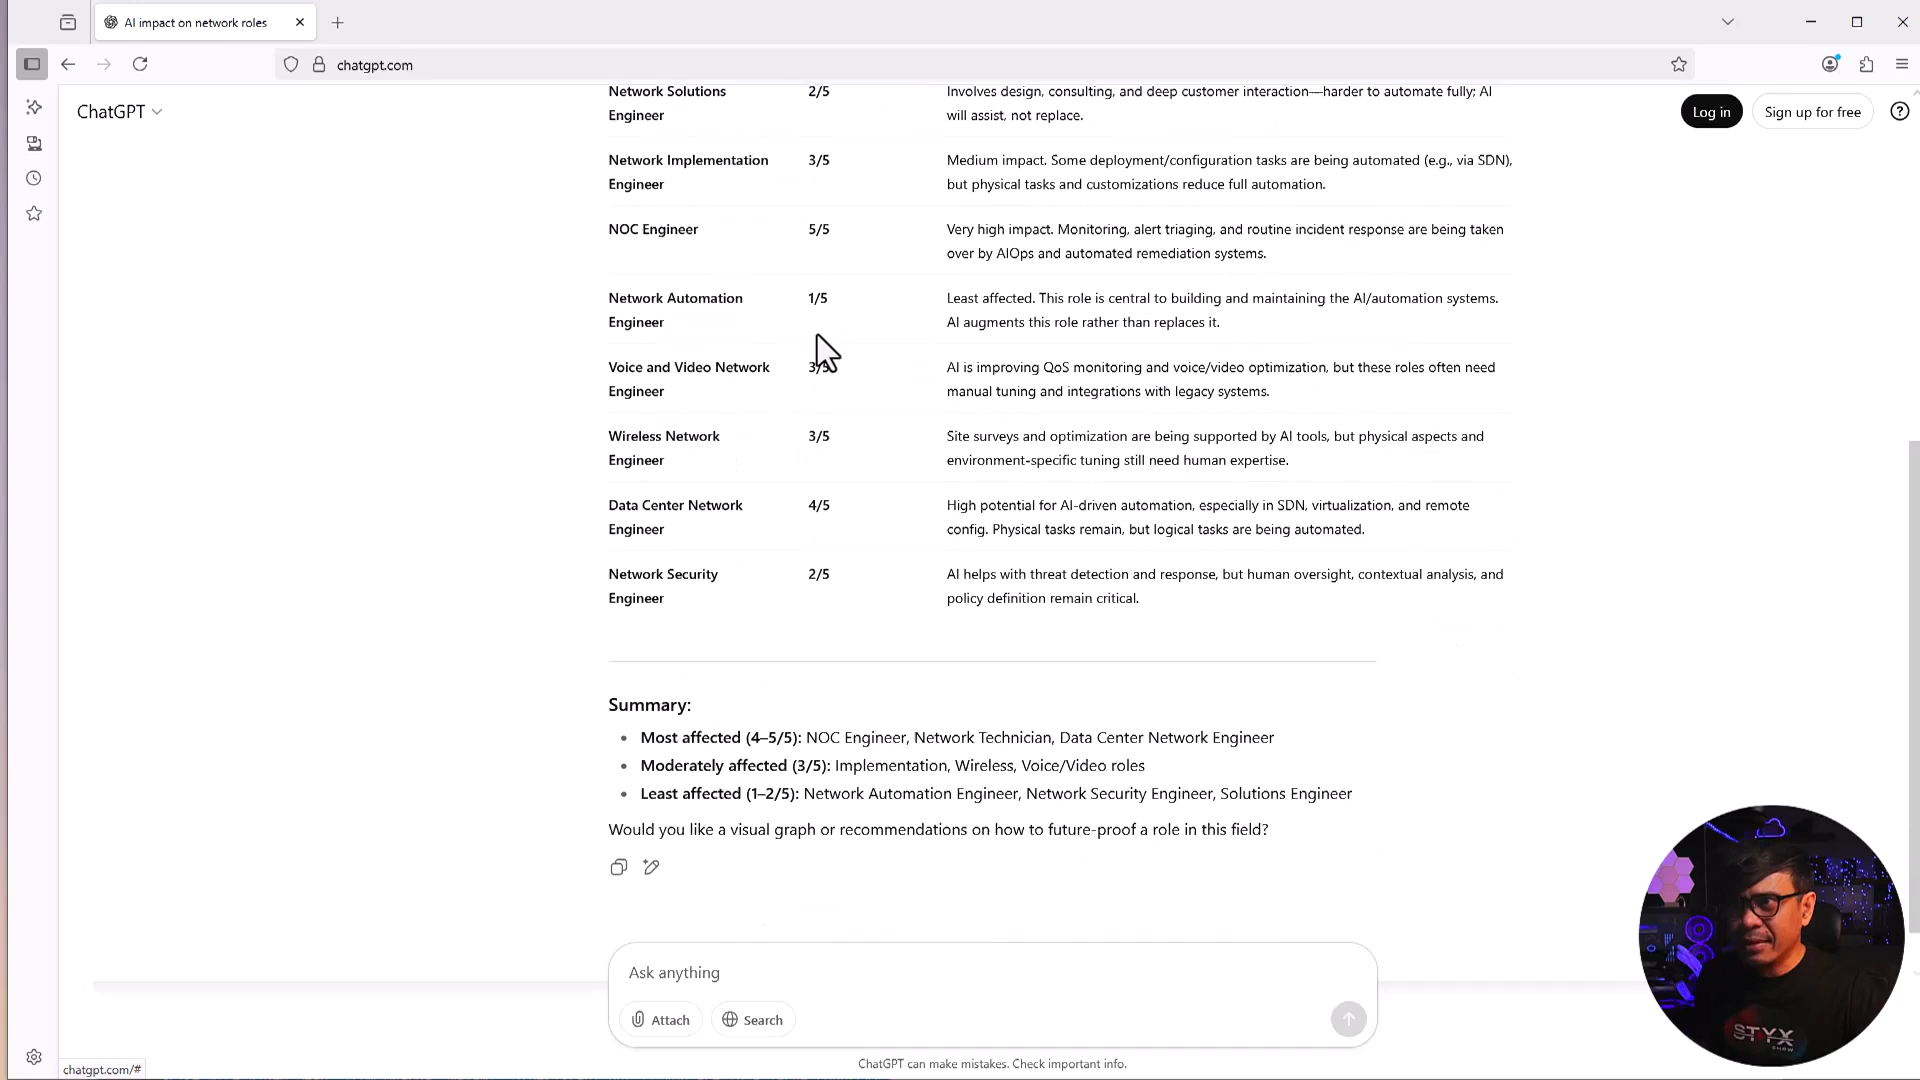 AI impact on network roles
chatgpt.com
ChatGPT
Log in
Sign up for free
Network Solutions
Engineer
2/5
Involves design, consulting, and deep customer interaction—harder to automate fully; AI
will assist, not replace.
Network Implementation
Engineer
3/5
Medium impact. Some deployment/configuration tasks are being automated (e.g., via SDN),
but physical tasks and customizations reduce full automation.
NOC Engineer
5/5
Very high impact. Monitoring, alert triaging, and routine incident response are being taken
over by AIOps and automated remediation systems.
Network Automation
Engineer
1/5
Least affected. This role is central to building and maintaining the AI/automation systems.
AI augments this role rather than replaces it.
Voice and Video Network
Engineer
3/5
AI is improving QoS monitoring and voice/video optimization, but these roles often need
manual tuning and integrations with legacy systems.
Wireless Network
Engineer
3/5
Site surveys and optimization are being supported by AI tools, but physical aspects and
environment-specific tuning still need human expertise.
Data Center Network
Engineer
4/5
High potential for AI-driven automation, especially in SDN, virtualization, and remote
config. Physical tasks remain, but logical tasks are being automated.
Network Security
Engineer
2/5
AI helps with threat detection and response, but human oversight, contextual analysis, and
policy definition remain critical.
Summary:
• Most affected (4–5/5): NOC Engineer, Network Technician, Data Center Network Engineer
• Moderately affected (3/5): Implementation, Wireless, Voice/Video roles
• Least affected (1–2/5): Network Automation Engineer, Network Security Engineer, Solutions Engineer
Would you like a visual graph or recommendations on how to future-proof a role in this field?
Ask anything
Attach
Search
ChatGPT can make mistakes. Check important info.
chatgpt.com/#
STYX
SHOW